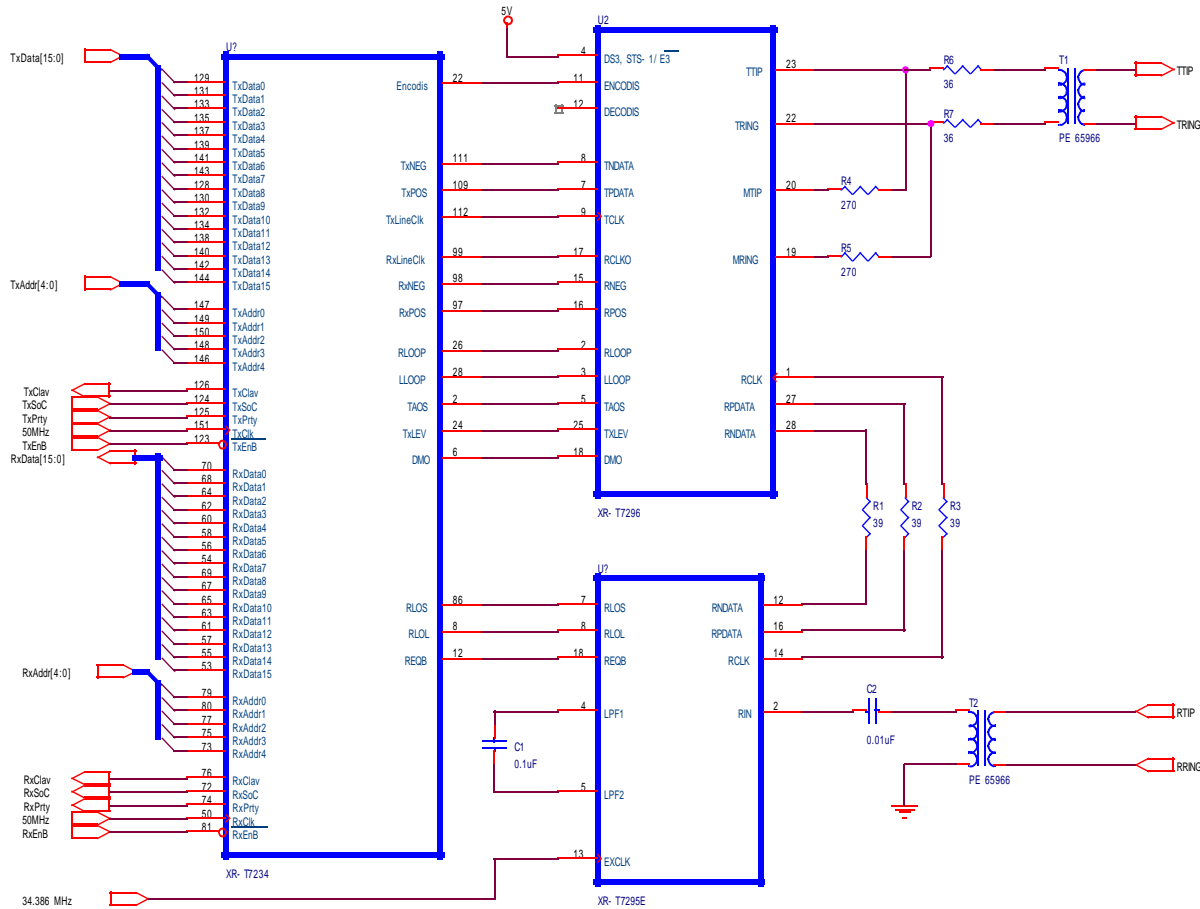 5V
U2
U?
TxData[15:0]
129 TxData0
131 TxData1
133 TxData2
135 TxData3
137 TxData4
139 TxData5
141 TxData6
143 TxData7
128 TxData8
130 TxData9
132 TxData10
134 TxData11
138 TxData12
140 TxData13
142 TxData14
144 TxData15
TxAddr[4:0]
147 TxAddr0
149 TxAddr1
150 TxAddr2
148 TxAddr3
146 TxAddr4
TxClav 126 TxClav
TxSoC 124 TxSoC
TxPrty 125 TxPrty
50MHz 151 TxClk
TxEnB 123 TxEnB
RxData[15:0]
70 RxData0
68 RxData1
64 RxData2
62 RxData3
60 RxData4
58 RxData5
56 RxData6
54 RxData7
69 RxData8
67 RxData9
65 RxData10
63 RxData11
61 RxData12
57 RxData13
55 RxData14
53 RxData15
RxAddr[4:0]
79 RxAddr0
80 RxAddr1
77 RxAddr2
75 RxAddr3
73 RxAddr4
RxClav 76 RxClav
RxSoC 72 RxSoC
RxPrty 74 RxPrty
50MHz 50 RxClk
RxEnB 81 RxEnB
34.386 MHz
XR- T7234
Encodis 22
TxNEG 111
TxPOS 109
TxLineClk 112
RxLineClk 99
RxNEG 98
RxPOS 97
RLOOP 26
LLOOP 28
TAOS 2
TxLEV 24
DMO 6
RLOS 86
RLOL 8
REQB 12
4 DS3, STS- 1/ E3
11 ENCODIS
12 DECODIS
8 TNDATA
7 TPDATA
9 TCLK
17 RCLKO
15 RNEG
16 RPOS
2 RLOOP
3 LLOOP
5 TAOS
25 TXLEV
18 DMO
TTIP 23
TRING 22
MTIP 20
MRING 19
RCLK 1
RPDATA 27
RNDATA 28
XR- T7296
R6
36
R7
36
R4
270
R5
270
T1
PE 65966
TTIP
TRING
R1
39
R2
39
R3
39
U?
7 RLOS
8 RLOL
18 REQB
4 LPF1
5 LPF2
13 EXCLK
RNDATA 12
RPDATA 16
RCLK 14
RIN 2
XR- T7295E
C1
0.1uF
C2
0.01uF
T2
PE 65966
RTIP
RRING